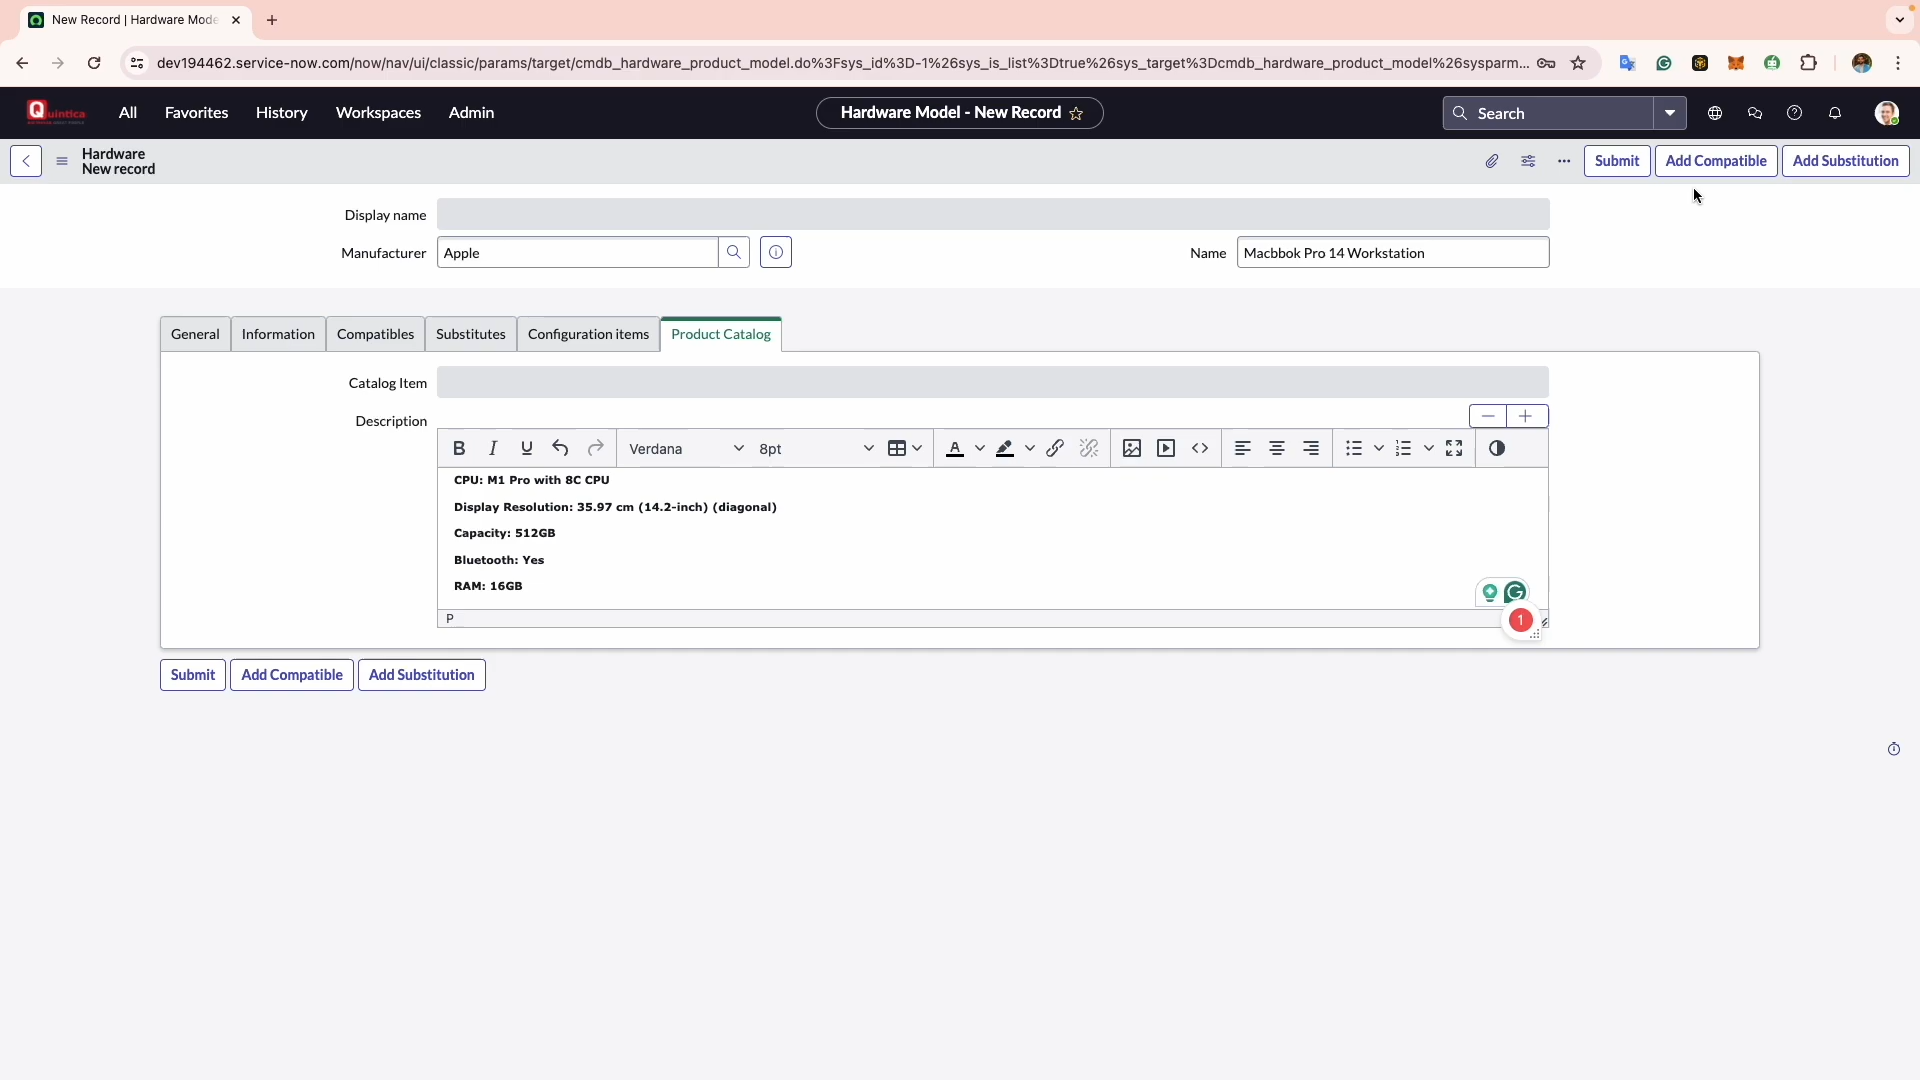 New Record | Hardware Mode
dev194462.service-now.com/now/nav/ui/classic/params/target/cmdb_hardware_product_model.do%3Fsys_id%3D-1%26sys_is_list%3Dtrue%26sys_target%3Dcmdb_hardware_product_model%26sysparm...
Quintica
All
Favorites
History
Workspaces
Admin
Hardware Model - New Record
Search
Hardware
New record
Submit
Add Compatible
Add Substitution
Display name
Manufacturer
Apple
Name
Macbbok Pro 14 Workstation
General
Information
Compatibles
Substitutes
Configuration items
Product Catalog
Catalog Item
Description
B
I
U
Verdana
8pt
A
CPU: M1 Pro with 8C CPU
Display Resolution: 35.97 cm (14.2-inch) (diagonal)
Capacity: 512GB
Bluetooth: Yes
RAM: 16GB
P
1
Submit
Add Compatible
Add Substitution